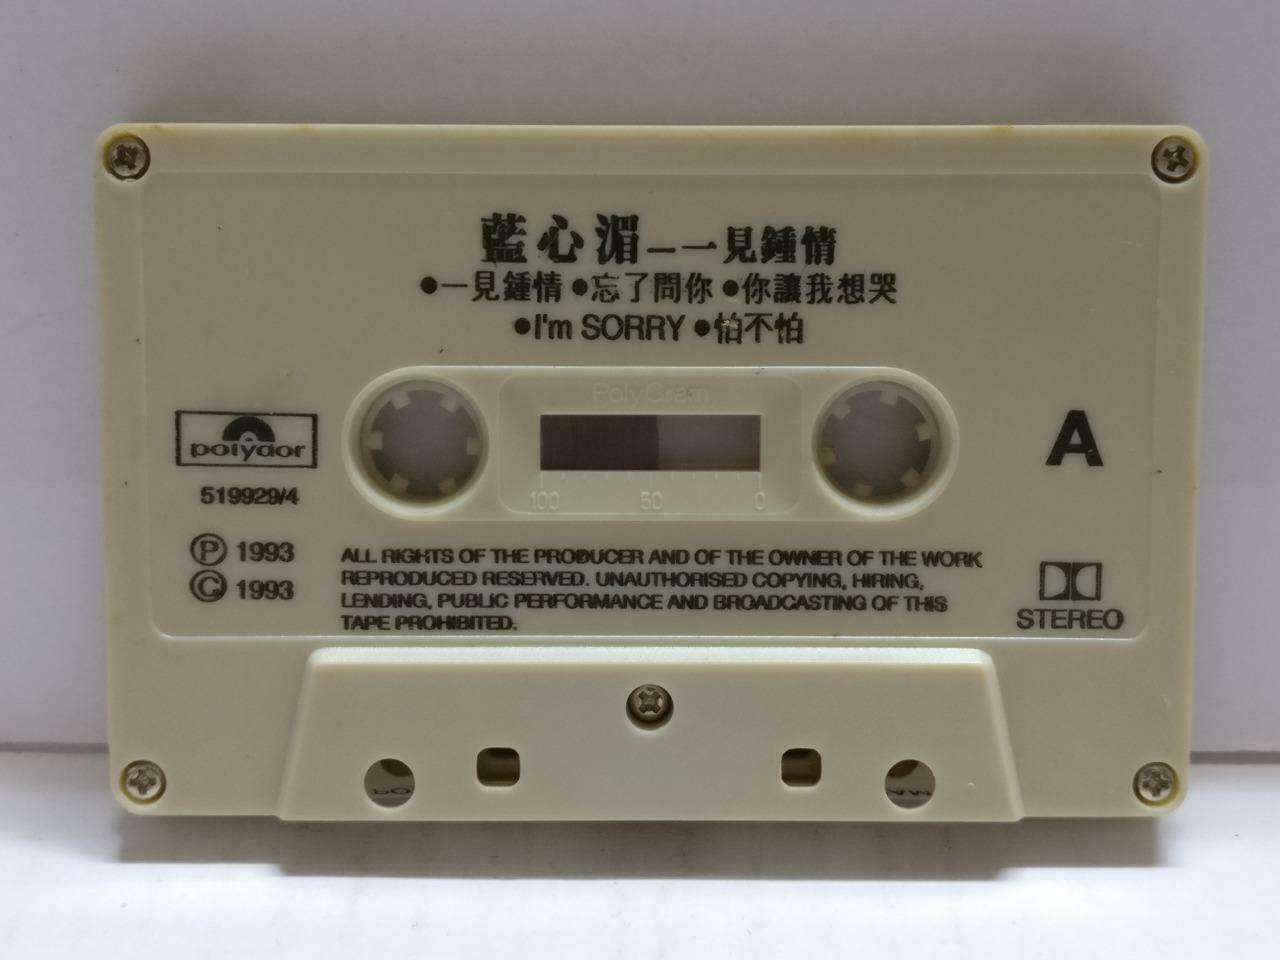 藍心湄—一見鍾情
●一見鍾情 ●忘了問你 ●你讓我想哭
●I'm SORRY ●怕不怕
PolyGram
polydor
A
519929/4
100 50 0
Ⓟ 1993
© 1993
ALL RIGHTS OF THE PRODUCER AND OF THE OWNER OF THE WORK
REPRODUCED RESERVED. UNAUTHORISED COPYING, HIRING,
LENDING, PUBLIC PERFORMANCE AND BROADCASTING OF THIS
TAPE PROHIBITED.
STEREO